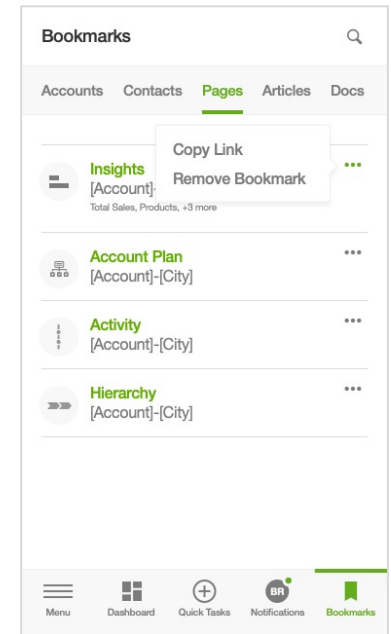 Bookmarks
Accounts Contacts Pages Articles Docs
Copy Link
Remove Bookmark
Insights
[Account]-
Total Sales, Products, +3 more
Account Plan
[Account]-[City]
Activity
[Account]-[City]
Hierarchy
[Account]-[City]
BR
Menu Dashboard Quick Tasks Notifications Bookmarks